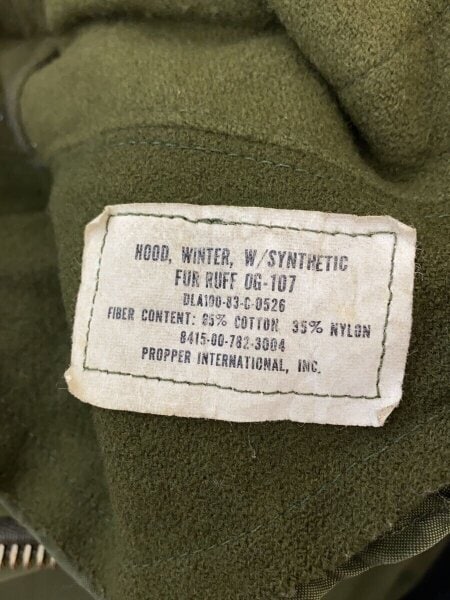 HOOD, WINTER, W/SYNTHETIC
FUR RUFF OG-107
DLA100-83-C-0526
FIBER CONTENT: 65% COTTON 35% NYLON
8415-00-782-3004
PROPPER INTERNATIONAL, INC.